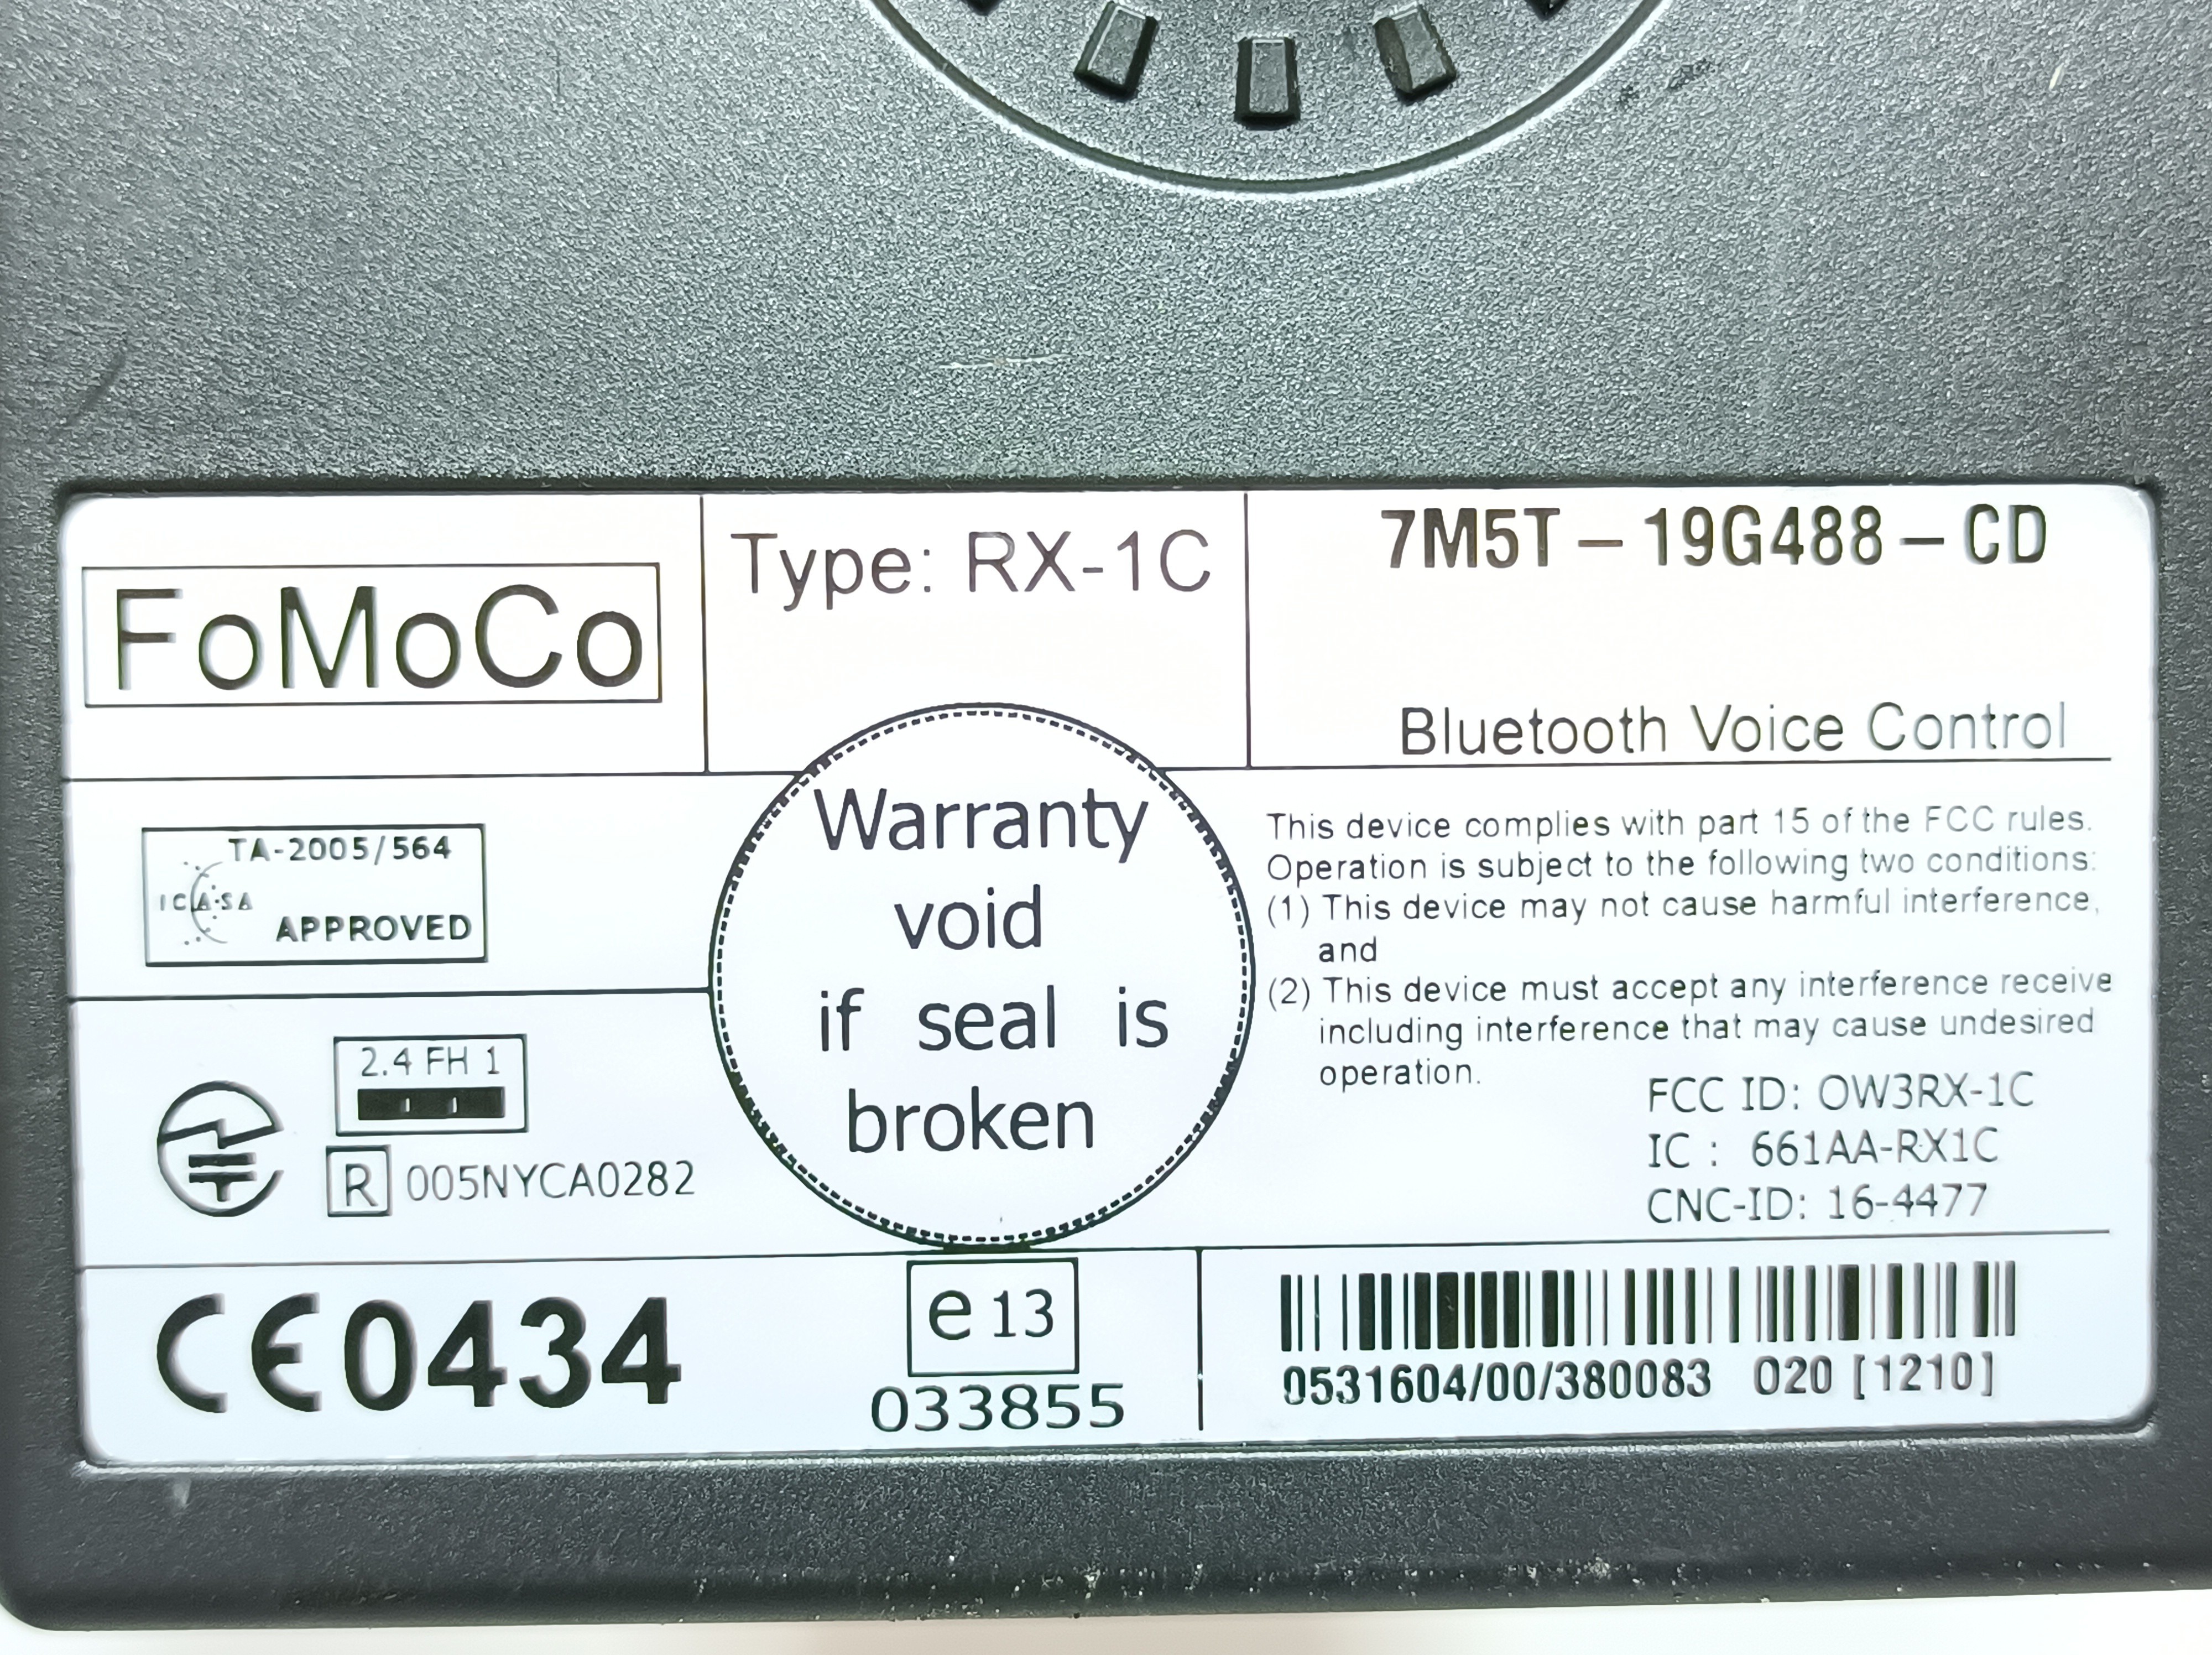 FoMoCo
Type: RX-1C
7M5T-19G488-CD
Bluetooth Voice Control
TA-2005/564
ICASA
APPROVED
Warranty
void
if seal is
broken
This device complies with part 15 of the FCC rules.
Operation is subject to the following two conditions:
(1) This device may not cause harmful interference,
and
(2) This device must accept any interference receive
including interference that may cause undesired
operation.
FCC ID: OW3RX-1C
IC : 661AA-RX1C
CNC-ID: 16-4477
2.4 FH 1
R 005NYCA0282
CE0434
e13
033855
0531604/00/380083 020 [1210]